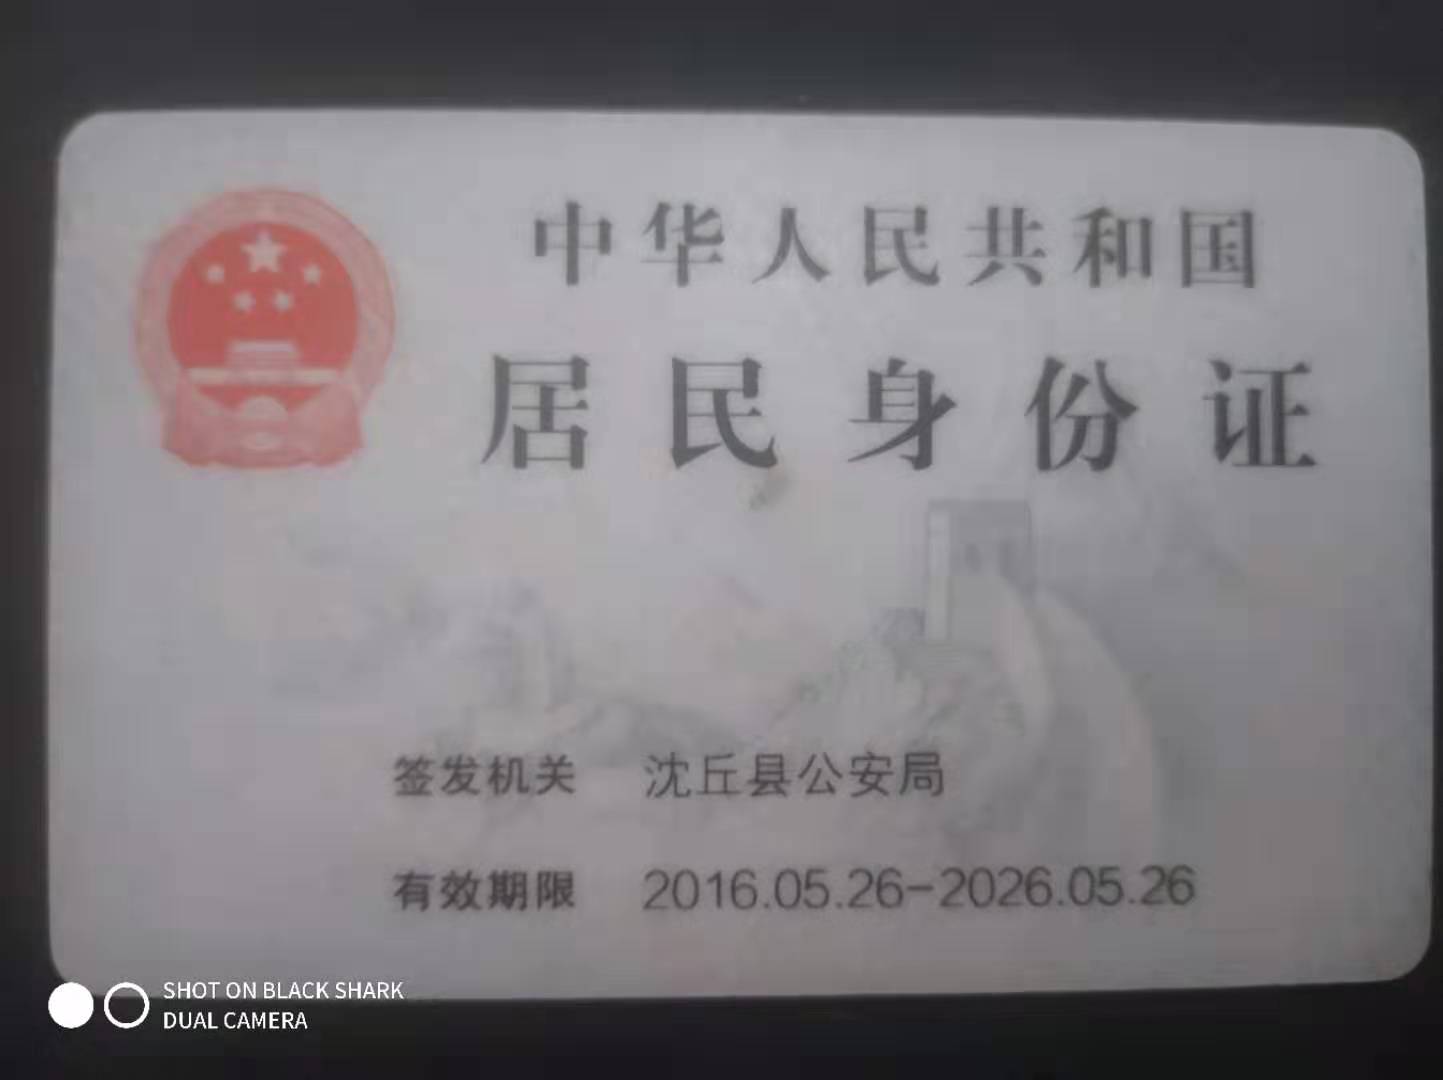 中华人民共和国
居民身份证
签发机关 沈丘县公安局
有效期限 2016.05.26-2026.05.26
SHOT ON BLACK SHARK
DUAL CAMERA